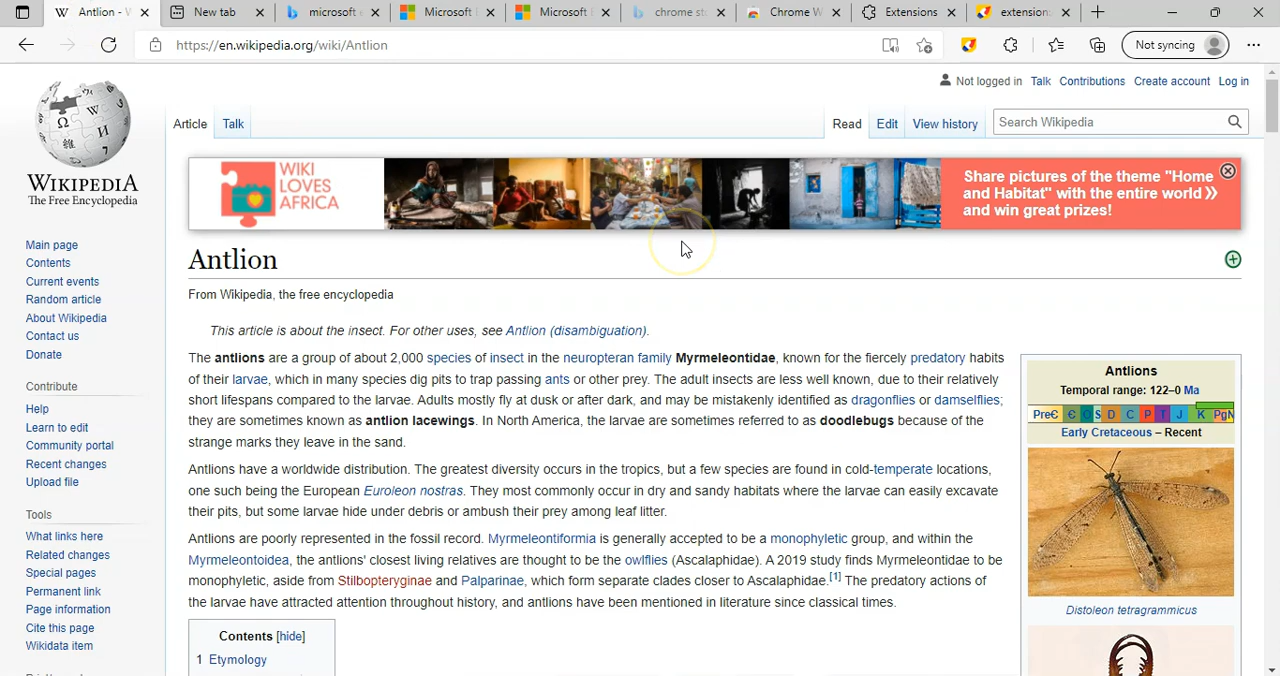 Antlion - W
New tab
microsoft e
Microsoft E
Microsoft E
chrome sto
Chrome W
Extensions
extension
https://en.wikipedia.org/wiki/Antlion
Not syncing
WIKIPEDIA
The Free Encyclopedia
Main page
Contents
Current events
Random article
About Wikipedia
Contact us
Donate
Contribute
Help
Learn to edit
Community portal
Recent changes
Upload file
Tools
What links here
Related changes
Special pages
Permanent link
Page information
Cite this page
Wikidata item
Not logged in Talk Contributions Create account Log in
Article Talk
Read Edit View history
Search Wikipedia
WIKI
LOVES
AFRICA
Share pictures of the theme "Home
and Habitat" with the entire world
and win great prizes!
Antlion
From Wikipedia, the free encyclopedia
This article is about the insect. For other uses, see Antlion (disambiguation).
The antlions are a group of about 2,000 species of insect in the neuropteran family Myrmeleontidae, known for the fiercely predatory habits
of their larvae, which in many species dig pits to trap passing ants or other prey. The adult insects are less well known, due to their relatively
short lifespans compared to the larvae. Adults mostly fly at dusk or after dark, and may be mistakenly identified as dragonflies or damselflies;
they are sometimes known as antlion lacewings. In North America, the larvae are sometimes referred to as doodlebugs because of the
strange marks they leave in the sand.
Antlions have a worldwide distribution. The greatest diversity occurs in the tropics, but a few species are found in cold-temperate locations,
one such being the European Euroleon nostras. They most commonly occur in dry and sandy habitats where the larvae can easily excavate
their pits, but some larvae hide under debris or ambush their prey among leaf litter.
Antlions are poorly represented in the fossil record. Myrmeleontiformia is generally accepted to be a monophyletic group, and within the
Myrmeleontoidea, the antlions' closest living relatives are thought to be the owlflies (Ascalaphidae). A 2019 study finds Myrmeleontidae to be
monophyletic, aside from Stilbopteryginae and Palparinae, which form separate clades closer to Ascalaphidae.[1] The predatory actions of
the larvae have attracted attention throughout history, and antlions have been mentioned in literature since classical times.
Contents [hide]
1 Etymology
Antlions
Temporal range: 122–0 Ma
PreꞒ Ꞓ O S D C P T J K PgN
Early Cretaceous – Recent
Distoleon tetragrammicus